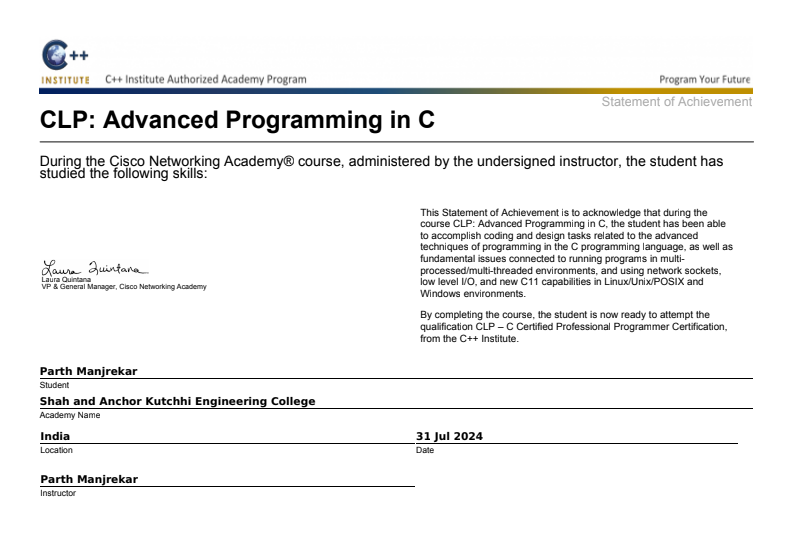 C++
INSTITUTE
C++ Institute Authorized Academy Program
Program Your Future
Statement of Achievement
CLP: Advanced Programming in C
During the Cisco Networking Academy® course, administered by the undersigned instructor, the student has
studied the following skills:
This Statement of Achievement is to acknowledge that during the
course CLP: Advanced Programming in C, the student has been able
to accomplish coding and design tasks related to the advanced
techniques of programming in the C programming language, as well as
fundamental issues connected to running programs in multi-
processed/multi-threaded environments, and using network sockets,
low level I/O, and new C11 capabilities in Linux/Unix/POSIX and
Windows environments.
By completing the course, the student is now ready to attempt the
qualification CLP – C Certified Professional Programmer Certification,
from the C++ Institute.
Laura Quintana
Laura Quintana
VP & General Manager, Cisco Networking Academy
Parth Manjrekar
Student
Shah and Anchor Kutchhi Engineering College
Academy Name
India
Location
31 Jul 2024
Date
Parth Manjrekar
Instructor